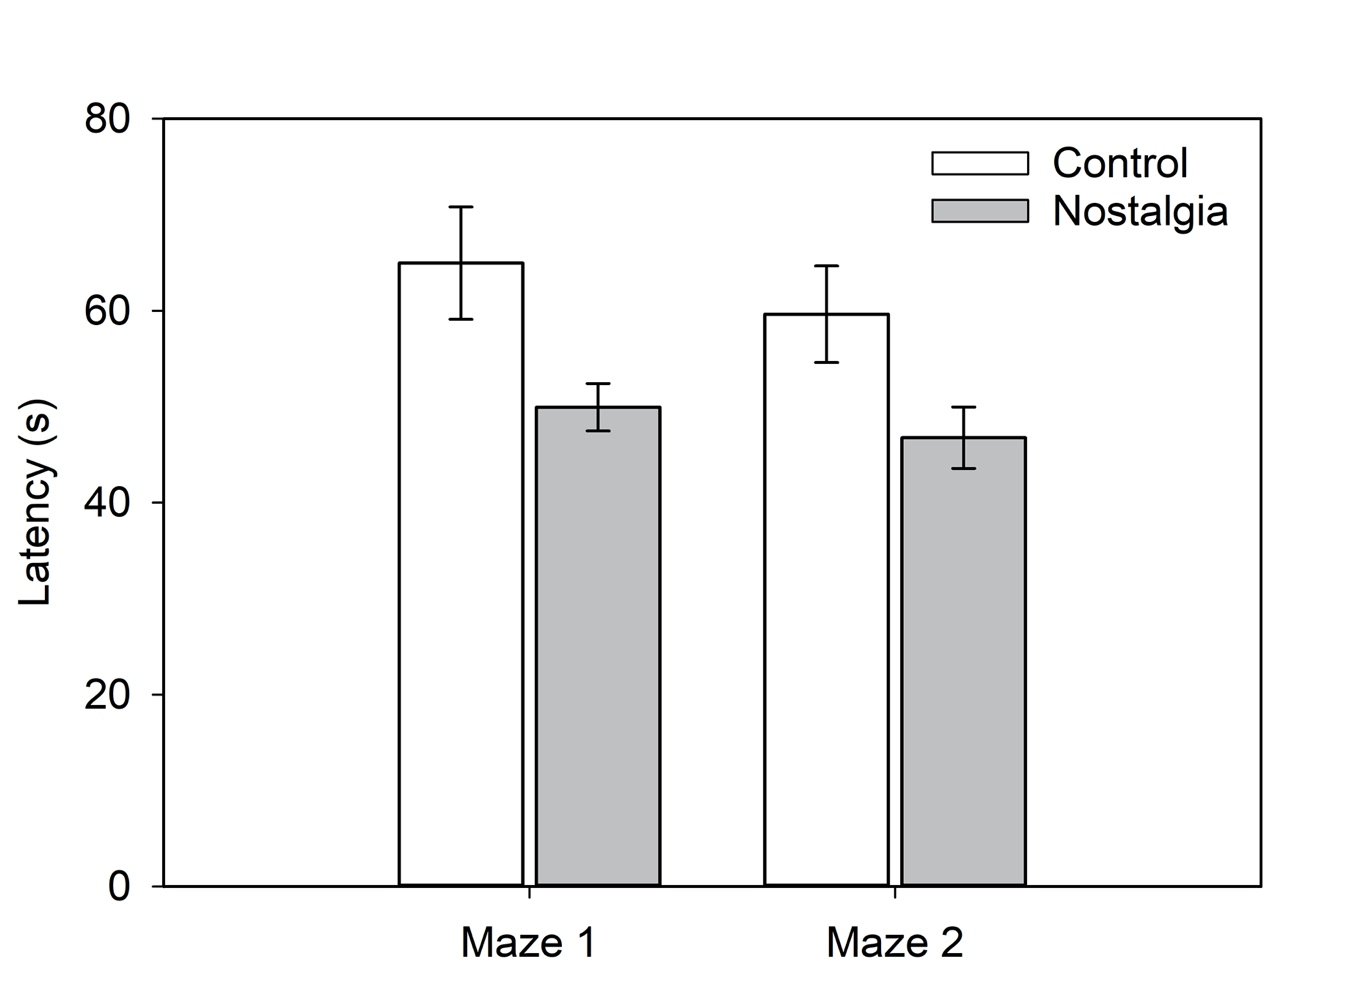 80
Control
Nostalgia
60
Latency (s)
40
20
0
Maze 1
Maze 2